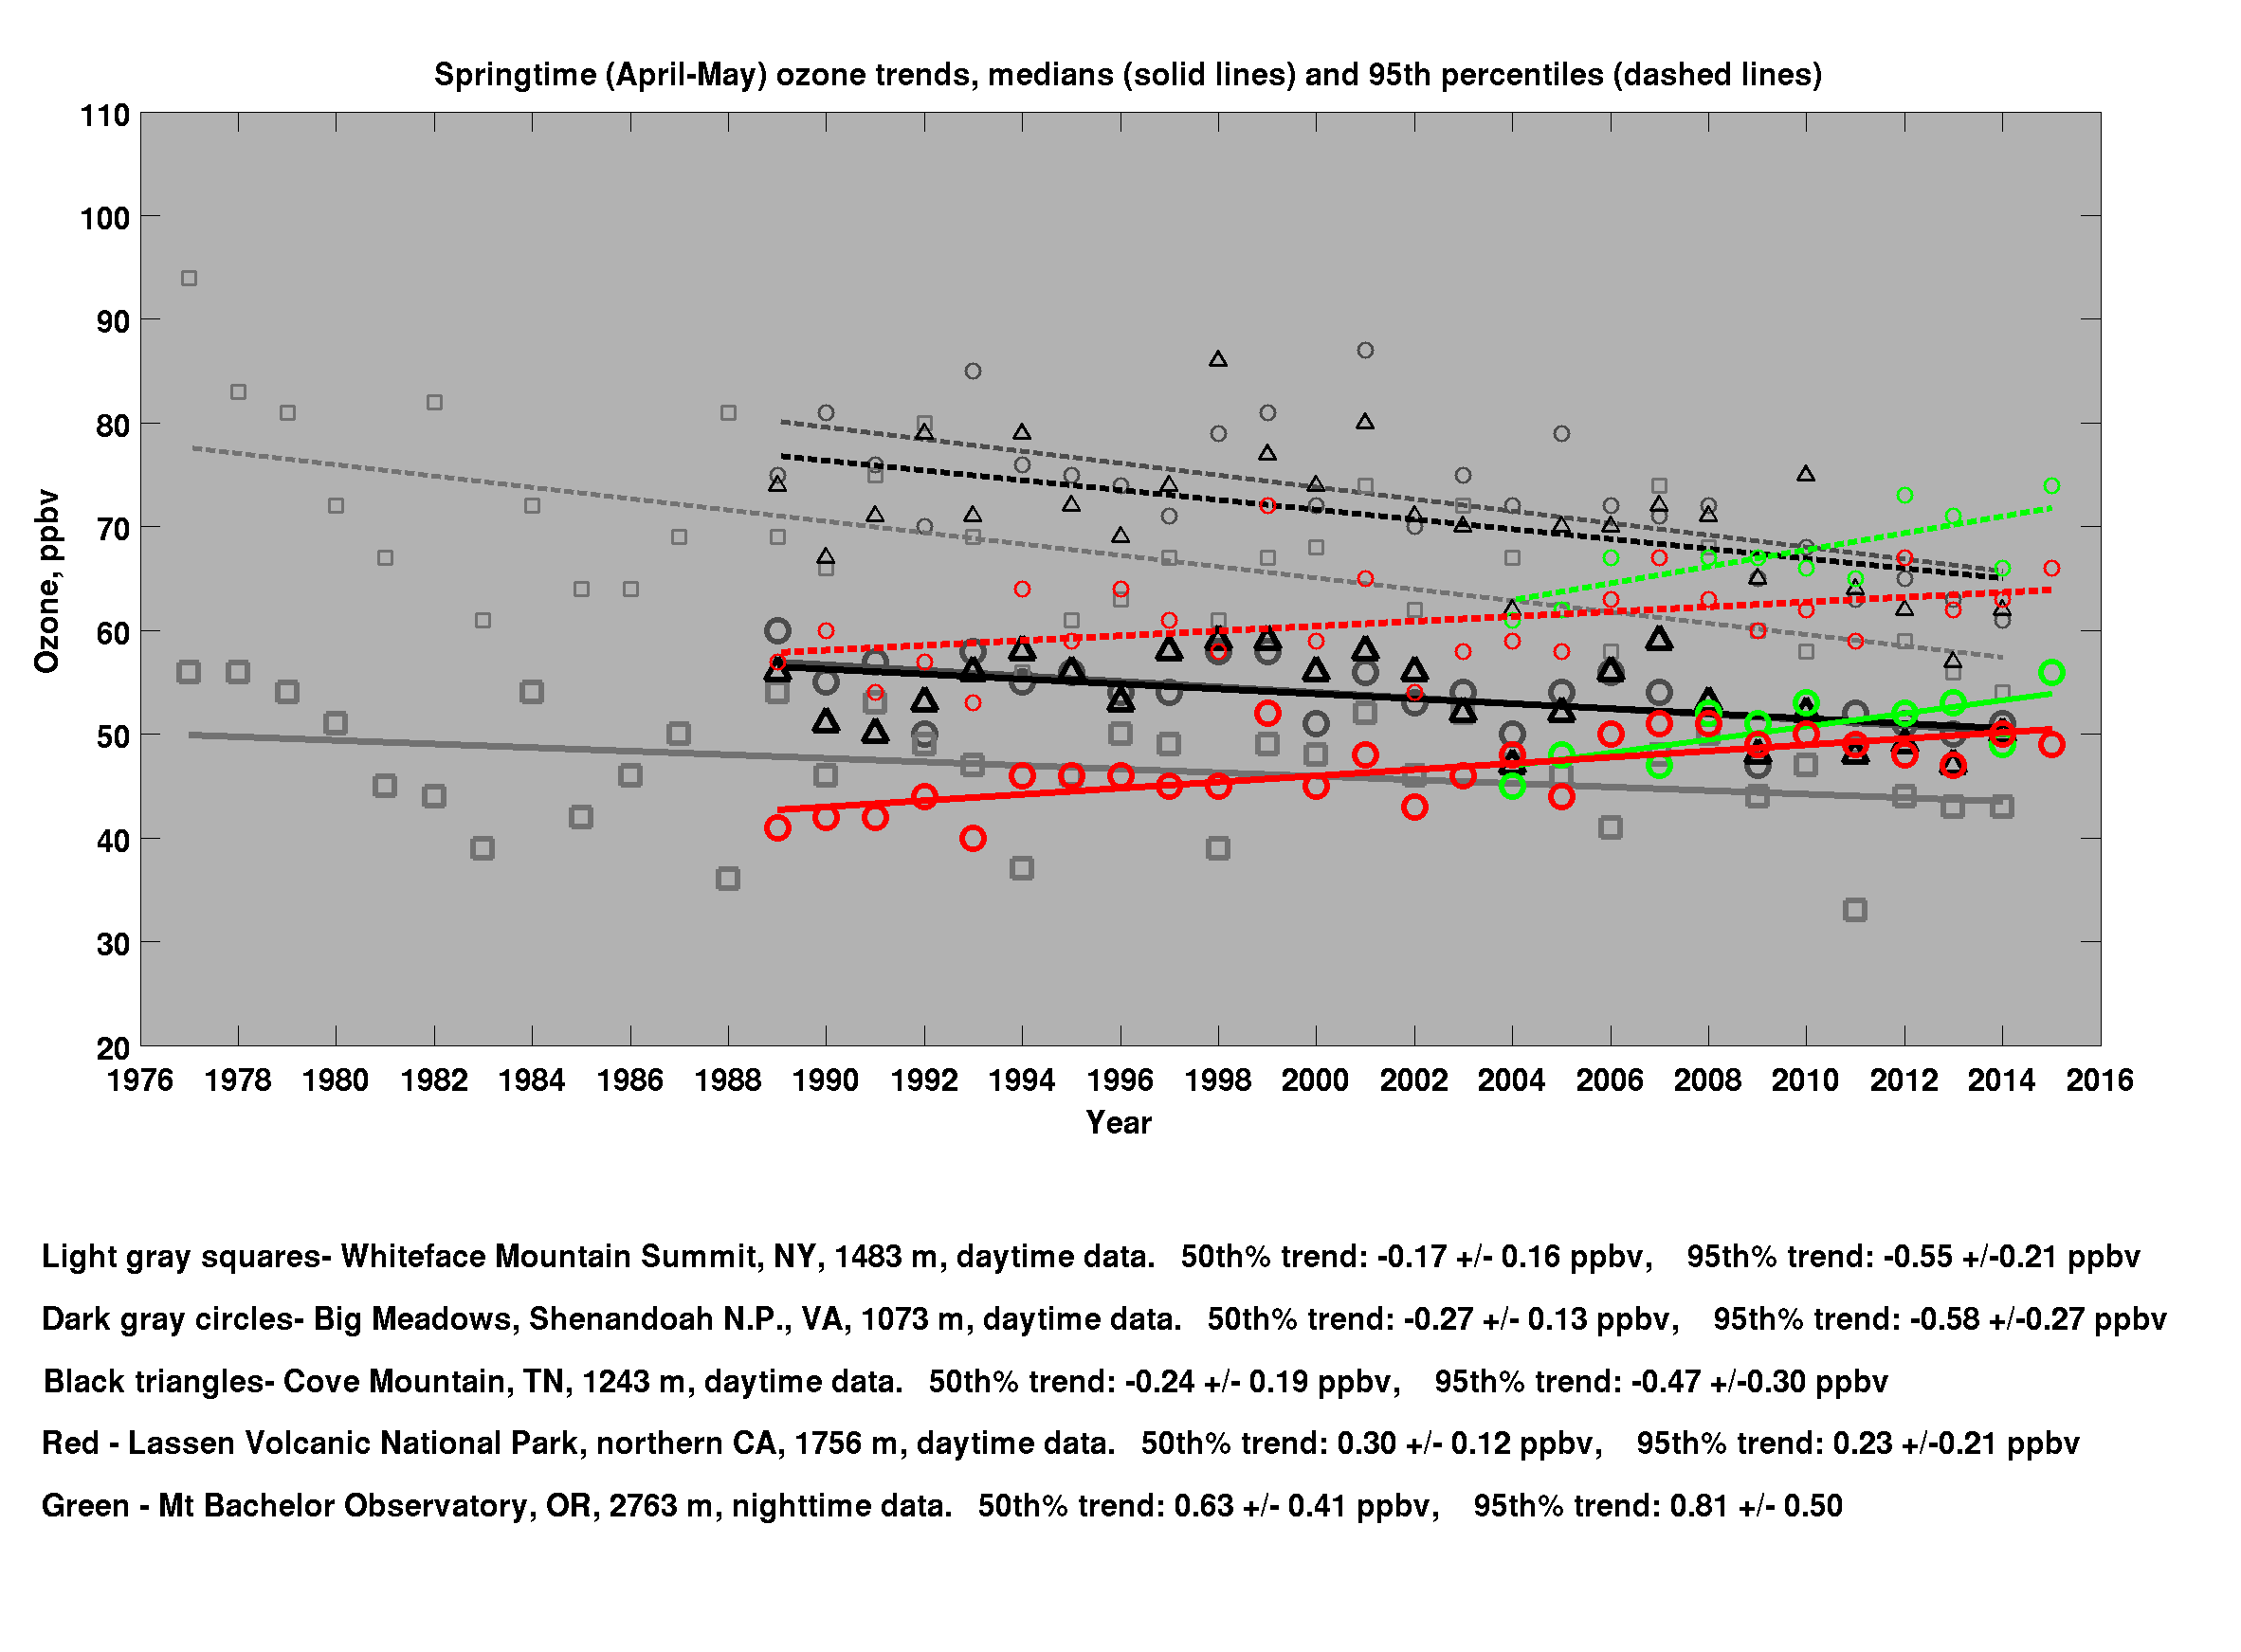 Springtime (April-May) ozone trends, medians (solid lines) and 95th percentiles (dashed lines)
110
100
90
80
70
60
50
40
30
20
Ozone, ppbv
1976 1978 1980 1982 1984 1986 1988 1990 1992 1994 1996 1998 2000 2002 2004 2006 2008 2010 2012 2014 2016
Year
Light gray squares- Whiteface Mountain Summit, NY, 1483 m, daytime data. 50th% trend: -0.17 +/- 0.16 ppbv, 95th% trend: -0.55 +/-0.21 ppbv
Dark gray circles- Big Meadows, Shenandoah N.P., VA, 1073 m, daytime data. 50th% trend: -0.27 +/- 0.13 ppbv, 95th% trend: -0.58 +/-0.27 ppbv
Black triangles- Cove Mountain, TN, 1243 m, daytime data. 50th% trend: -0.24 +/- 0.19 ppbv, 95th% trend: -0.47 +/-0.30 ppbv
Red - Lassen Volcanic National Park, northern CA, 1756 m, daytime data. 50th% trend: 0.30 +/- 0.12 ppbv, 95th% trend: 0.23 +/-0.21 ppbv
Green - Mt Bachelor Observatory, OR, 2763 m, nighttime data. 50th% trend: 0.63 +/- 0.41 ppbv, 95th% trend: 0.81 +/- 0.50